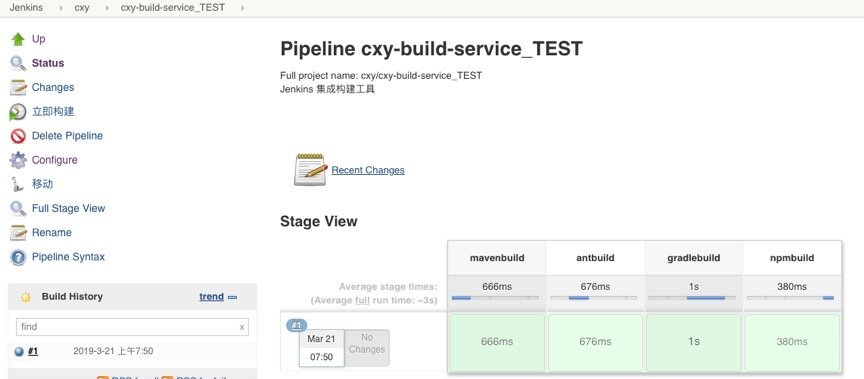 Jenkins cxy cxy-build-service_TEST
Up
Status
Changes
立即构建
Delete Pipeline
Configure
移动
Full Stage View
Rename
Pipeline Syntax
Build History trend
find x
#1 2019-3-21 上午7:50
Pipeline cxy-build-service_TEST
Full project name: cxy/cxy-build-service_TEST
Jenkins 集成构建工具
Recent Changes
Stage View
mavenbuild antbuild gradlebuild npmbuild
Average stage times:
(Average full run time: ~3s)
666ms 676ms 1s 380ms
#1
Mar 21
07:50
No
Changes
666ms 676ms 1s 380ms